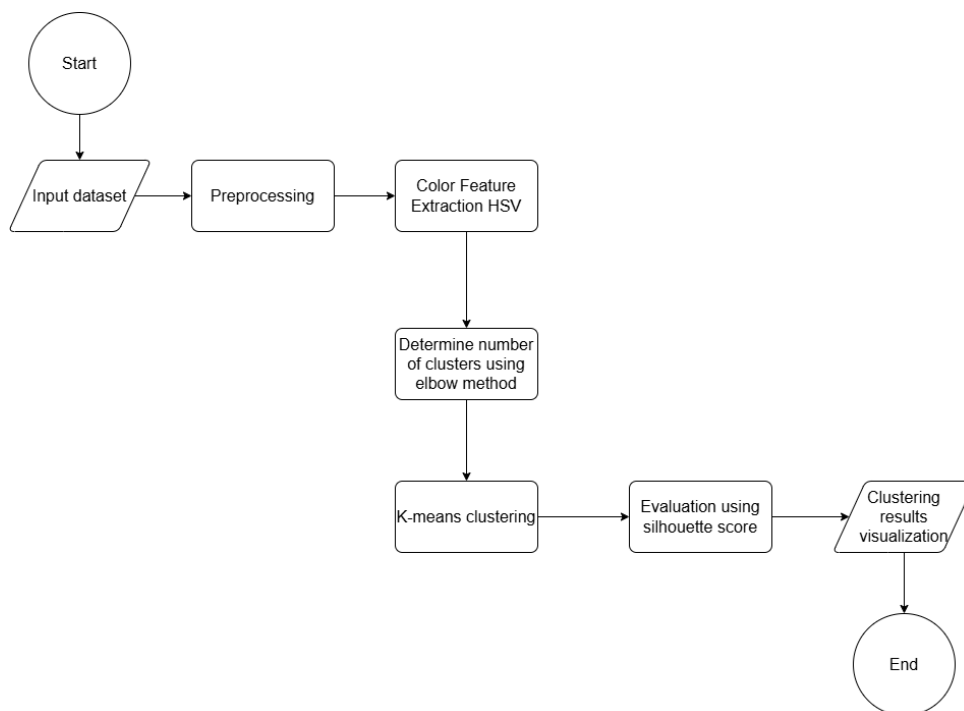 Start
Input dataset
Preprocessing
Color Feature
Extraction HSV
Determine number
of clusters using
elbow method
K-means clustering
Evaluation using
silhouette score
Clustering
results
visualization
End